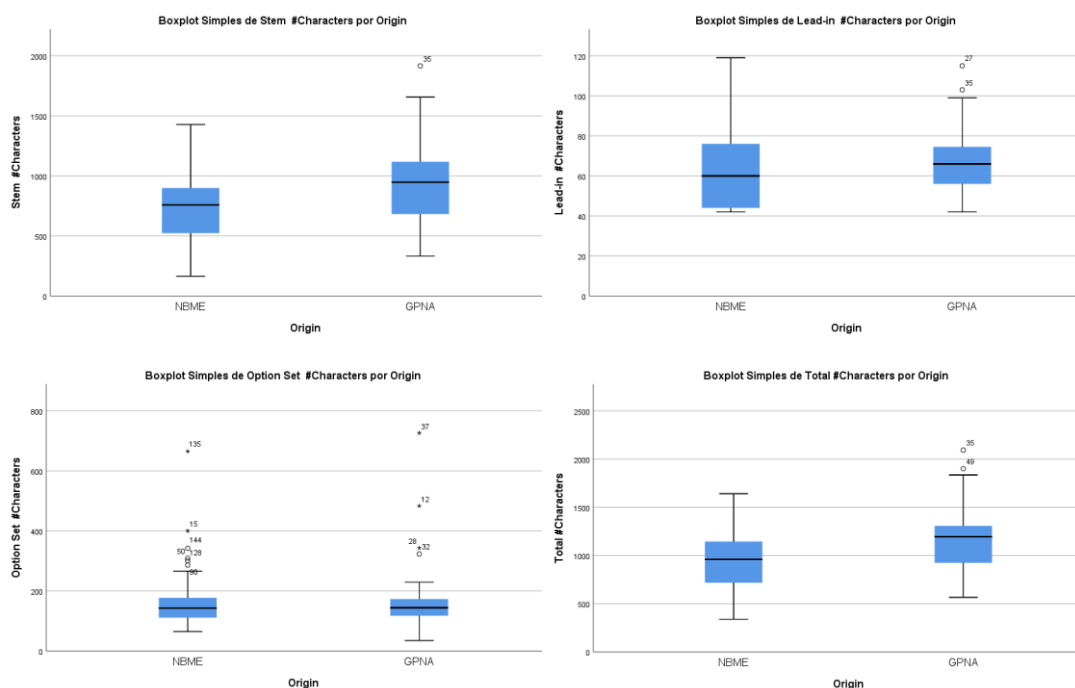 Boxplot Simples de Stem #Characters por Origin
2000
1500
1000
500
0
Stem #Characters
35
NBME
GPNA
Origin
Boxplot Simples de Lead-in #Characters por Origin
120
100
80
60
40
20
0
Lead-in #Characters
27
35
NBME
GPNA
Origin
Boxplot Simples de Option Set #Characters por Origin
800
600
400
200
0
Option Set #Characters
135
15
144
50
128
90
37
12
28
32
NBME
GPNA
Origin
Boxplot Simples de Total #Characters por Origin
2500
2000
1500
1000
500
0
Total #Characters
35
49
NBME
GPNA
Origin